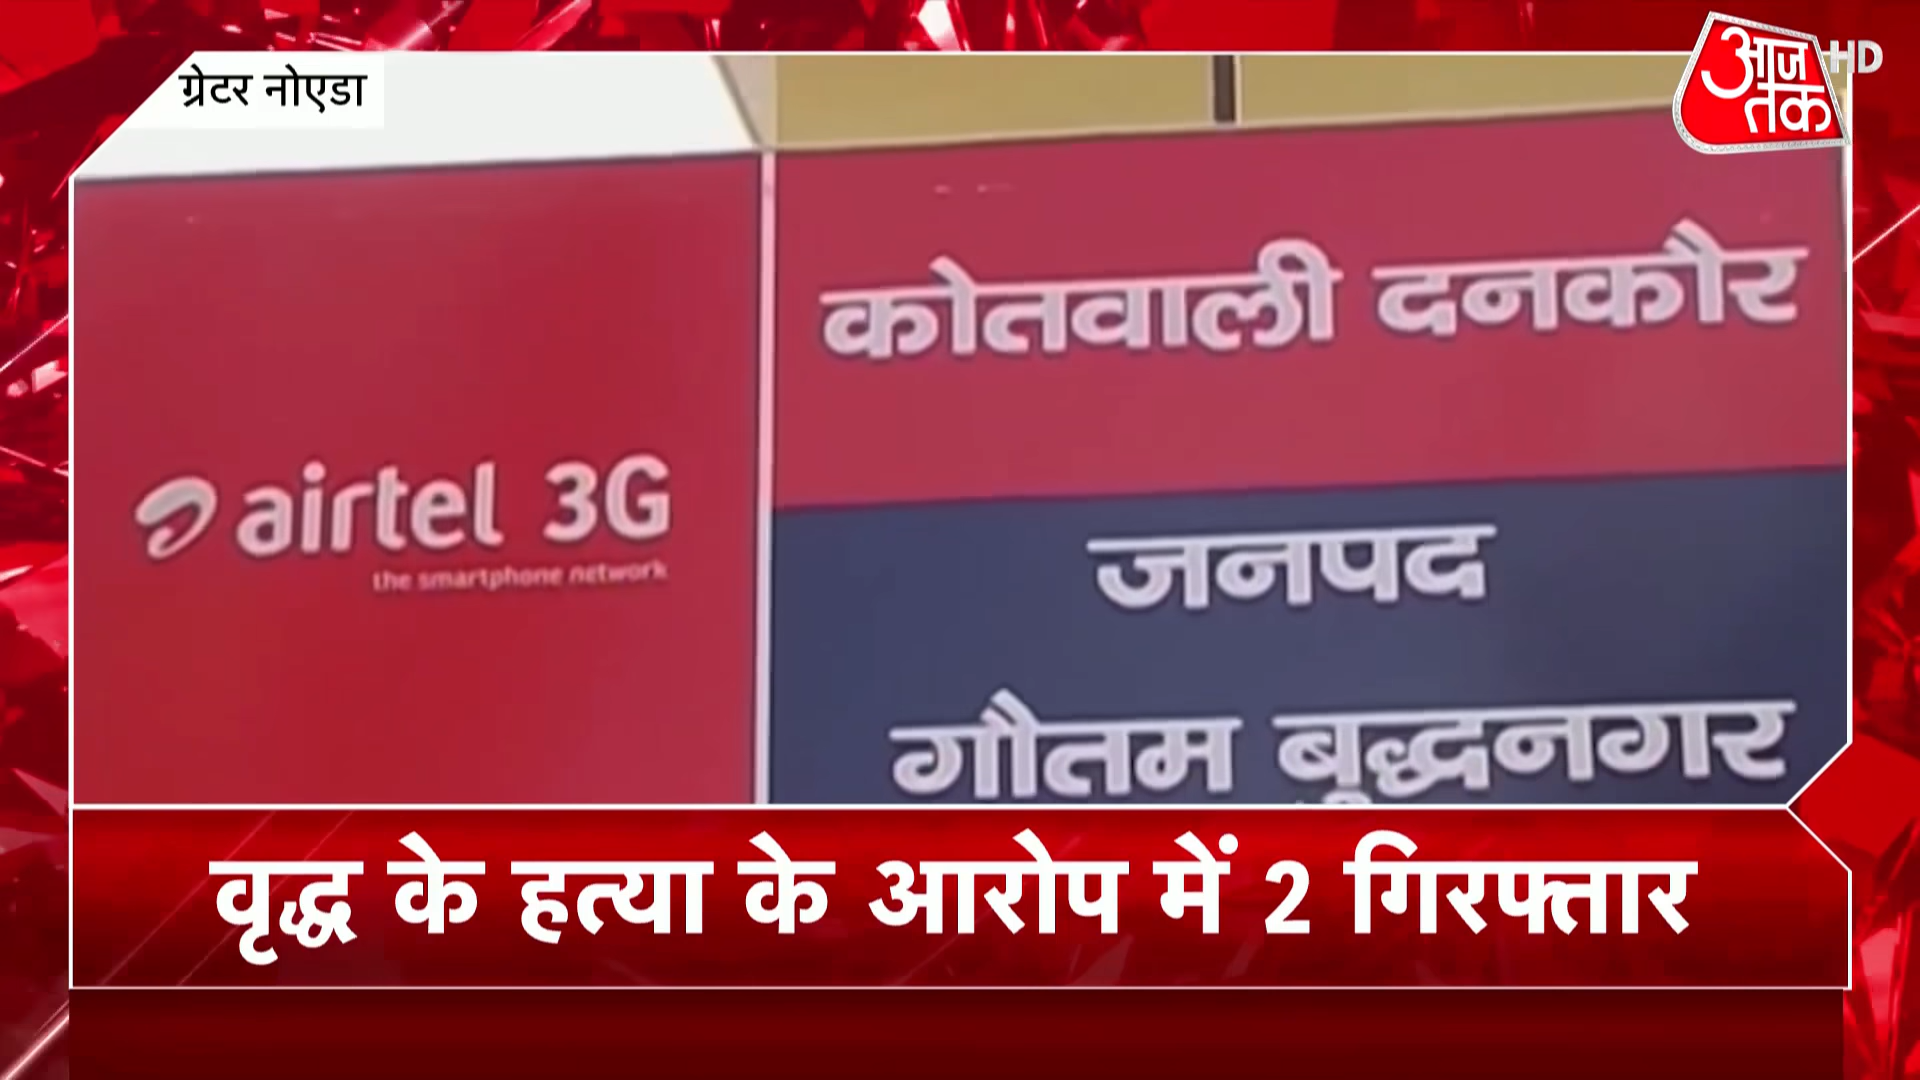 ग्रेटर नोएडा
आज तक HD
कोतवाली दनकौर
airtel 3G
the smartphone network
जनपद
गौतम बुद्धनगर
वृद्ध के हत्या के आरोप में 2 गिरफ्तार